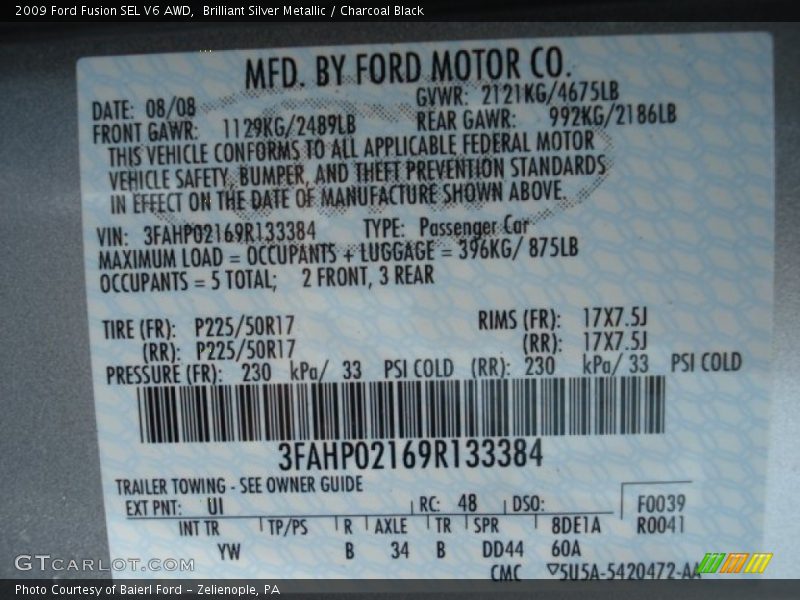 2009 Ford Fusion SEL V6 AWD,  Brilliant Silver Metallic / Charcoal Black
MFD. BY FORD MOTOR CO.
DATE: 08/08 GVWR: 2121KG/4675LB
FRONT GAWR: 1129KG/2489LB REAR GAWR: 992KG/2186LB
THIS VEHICLE CONFORMS TO ALL APPLICABLE FEDERAL MOTOR
VEHICLE SAFETY, BUMPER, AND THEFT PREVENTION STANDARDS
IN EFFECT ON THE DATE OF MANUFACTURE SHOWN ABOVE.
VIN: 3FAHP02169R133384 TYPE: Passenger Car
MAXIMUM LOAD = OCCUPANTS + LUGGAGE = 396KG/ 875LB
OCCUPANTS = 5 TOTAL; 2 FRONT, 3 REAR
TIRE (FR): P225/50R17 RIMS (FR): 17X7.5J
(RR): P225/50R17 (RR): 17X7.5J
PRESSURE (FR): 230 kPa/ 33 PSI COLD (RR): 230 kPa/ 33 PSI COLD
3FAHP02169R133384
TRAILER TOWING - SEE OWNER GUIDE
EXT PNT: UI RC: 48 DSO: F0039
INT TR TP/PS R AXLE TR SPR 8DE1A R0041
YW B 34 B DD44 60A
CMC ▽5U5A-5420472-AA
GTCarLot.com
Photo Courtesy of Baierl Ford - Zelienople, PA